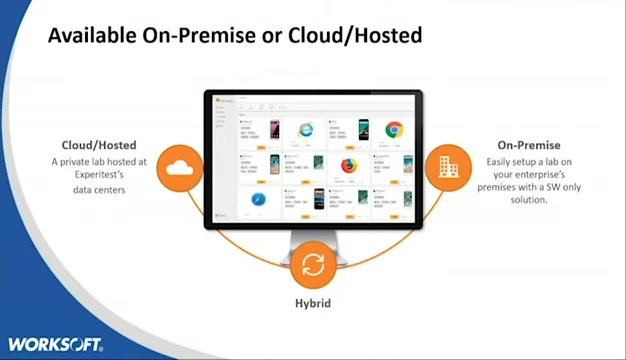 Available On-Premise or Cloud/Hosted
Cloud/Hosted
A private lab hosted at
Experitest's
data centers
On-Premise
Easily setup a lab on
your enterprise's
premises with a SW only
solution.
Hybrid
WORKSOFT